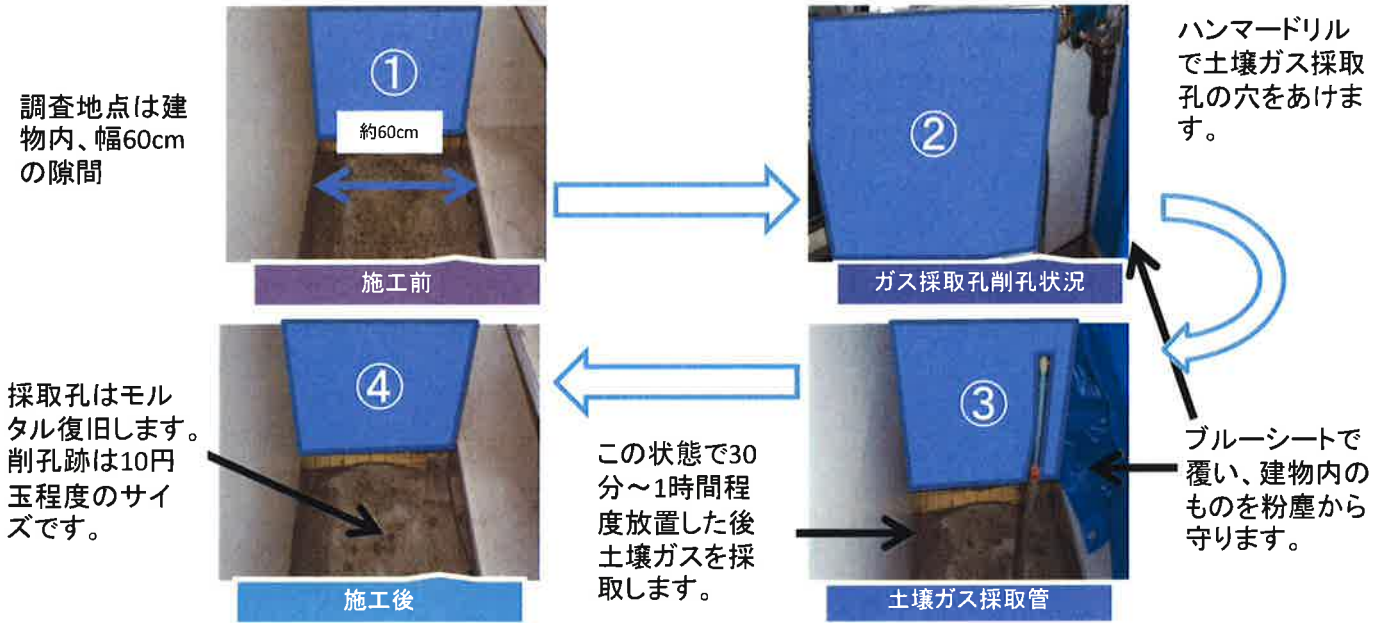 調査地点は建
物内、幅60cm
の隙間
①
約60cm
施工前
②
ガス採取孔削孔状況
ハンマードリル
で土壌ガス採取
孔の穴をあけま
す。
ブルーシートで
覆い、建物内の
ものを粉塵から
守ります。
③
土壌ガス採取管
この状態で30
分～1時間程
度放置した後
土壌ガスを採
取します。
④
施工後
採取孔はモル
タル復旧します。
削孔跡は10円
玉程度のサイ
ズです。